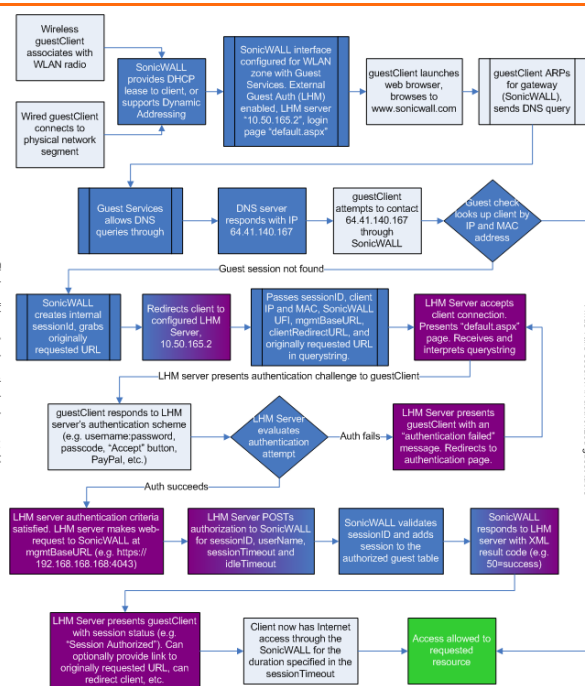 Wireless
guestClient
associates with
WLAN radio
Wired guestClient
connects to
physical network
segment
SonicWALL
provides DHCP
lease to client, or
supports Dynamic
Addressing
SonicWALL interface
configured for WLAN
zone with Guest
Services. External
Guest Auth (LHM)
enabled, LHM server
"10.50.165.2", login
page "default.aspx"
guestClient launches
web browser,
browses to
www.sonicwall.com
guestClient ARPs
for gateway
(SonicWALL),
sends DNS query
Guest Services
allows DNS
queries through
DNS server
responds with IP
64.41.140.167
guestClient
attempts to contact
64.41.140.167
through
SonicWALL
Guest check
looks up client by
IP and MAC
address
Guest session not found
SonicWALL
creates internal
sessionId, grabs
originally
requested URL
Redirects client to
configured LHM
Server,
10.50.165.2
Passes sessionID, client
IP and MAC, SonicWALL
UFI, mgmtBaseURL,
clientRedirectURL, and
originally requested URL
in querystring.
LHM Server accepts
client connection.
Presents "default.aspx"
page. Receives and
interprets querystring
LHM server presents authentication challenge to guestClient
guestClient responds to LHM
server's authentication scheme
(e.g. username:password,
passcode, "Accept" button,
PayPal, etc.)
LHM Server
evaluates
authentication
attempt
Auth fails
LHM Server presents
guestClient with an
"authentication failed"
message. Redirects to
authentication page.
Auth succeeds
LHM server authentication criteria
satisfied. LHM server makes web-
request to SonicWALL at
mgmtBaseURL (e.g. https://
192.168.168.168:4043)
LHM Server POSTs
authorization to SonicWALL
for sessionID, userName,
sessionTimeout and
idleTimeout
SonicWALL validates
sessionID and adds
session to the
authorized guest table
SonicWALL
responds to LHM
server with XML
result code (e.g.
50=success)
LHM Server presents guestClient
with session status (e.g.
"Session Authorized"). Can
optionally provide link to
originally requested URL, can
redirect client, etc.
Client now has Internet
access through the
SonicWALL for the
duration specified in the
sessionTimeout
Access allowed to
requested
resource